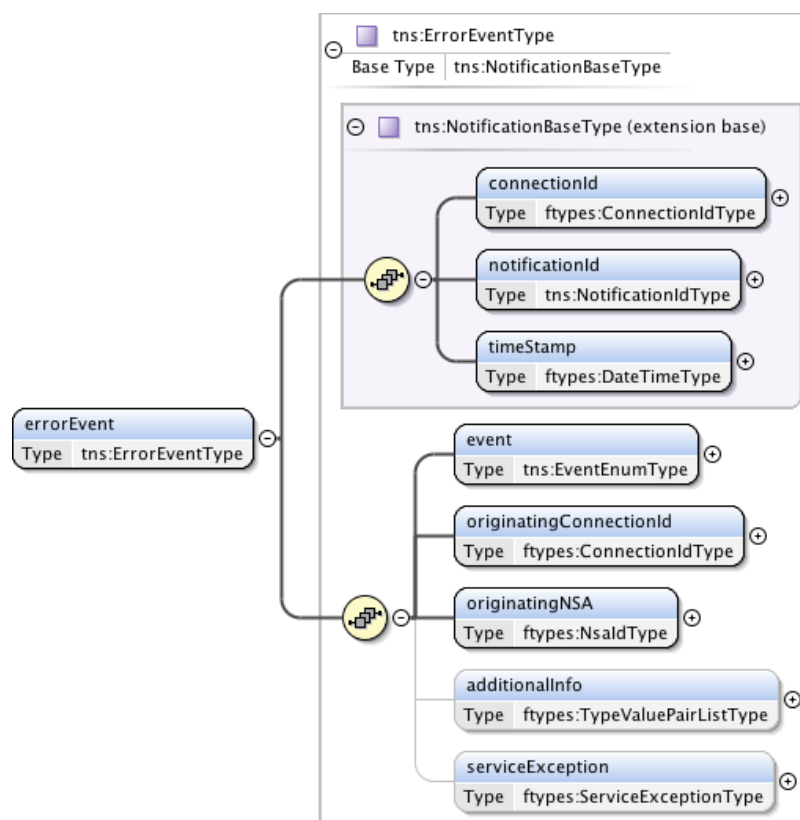 tns:ErrorEventType
Base Type tns:NotificationBaseType
tns:NotificationBaseType (extension base)
connectionId
Type ftypes:ConnectionIdType
notificationId
Type tns:NotificationIdType
timeStamp
Type ftypes:DateTimeType
errorEvent
Type tns:ErrorEventType
event
Type tns:EventEnumType
originatingConnectionId
Type ftypes:ConnectionIdType
originatingNSA
Type ftypes:NsaIdType
additionalInfo
Type ftypes:TypeValuePairListType
serviceException
Type ftypes:ServiceExceptionType